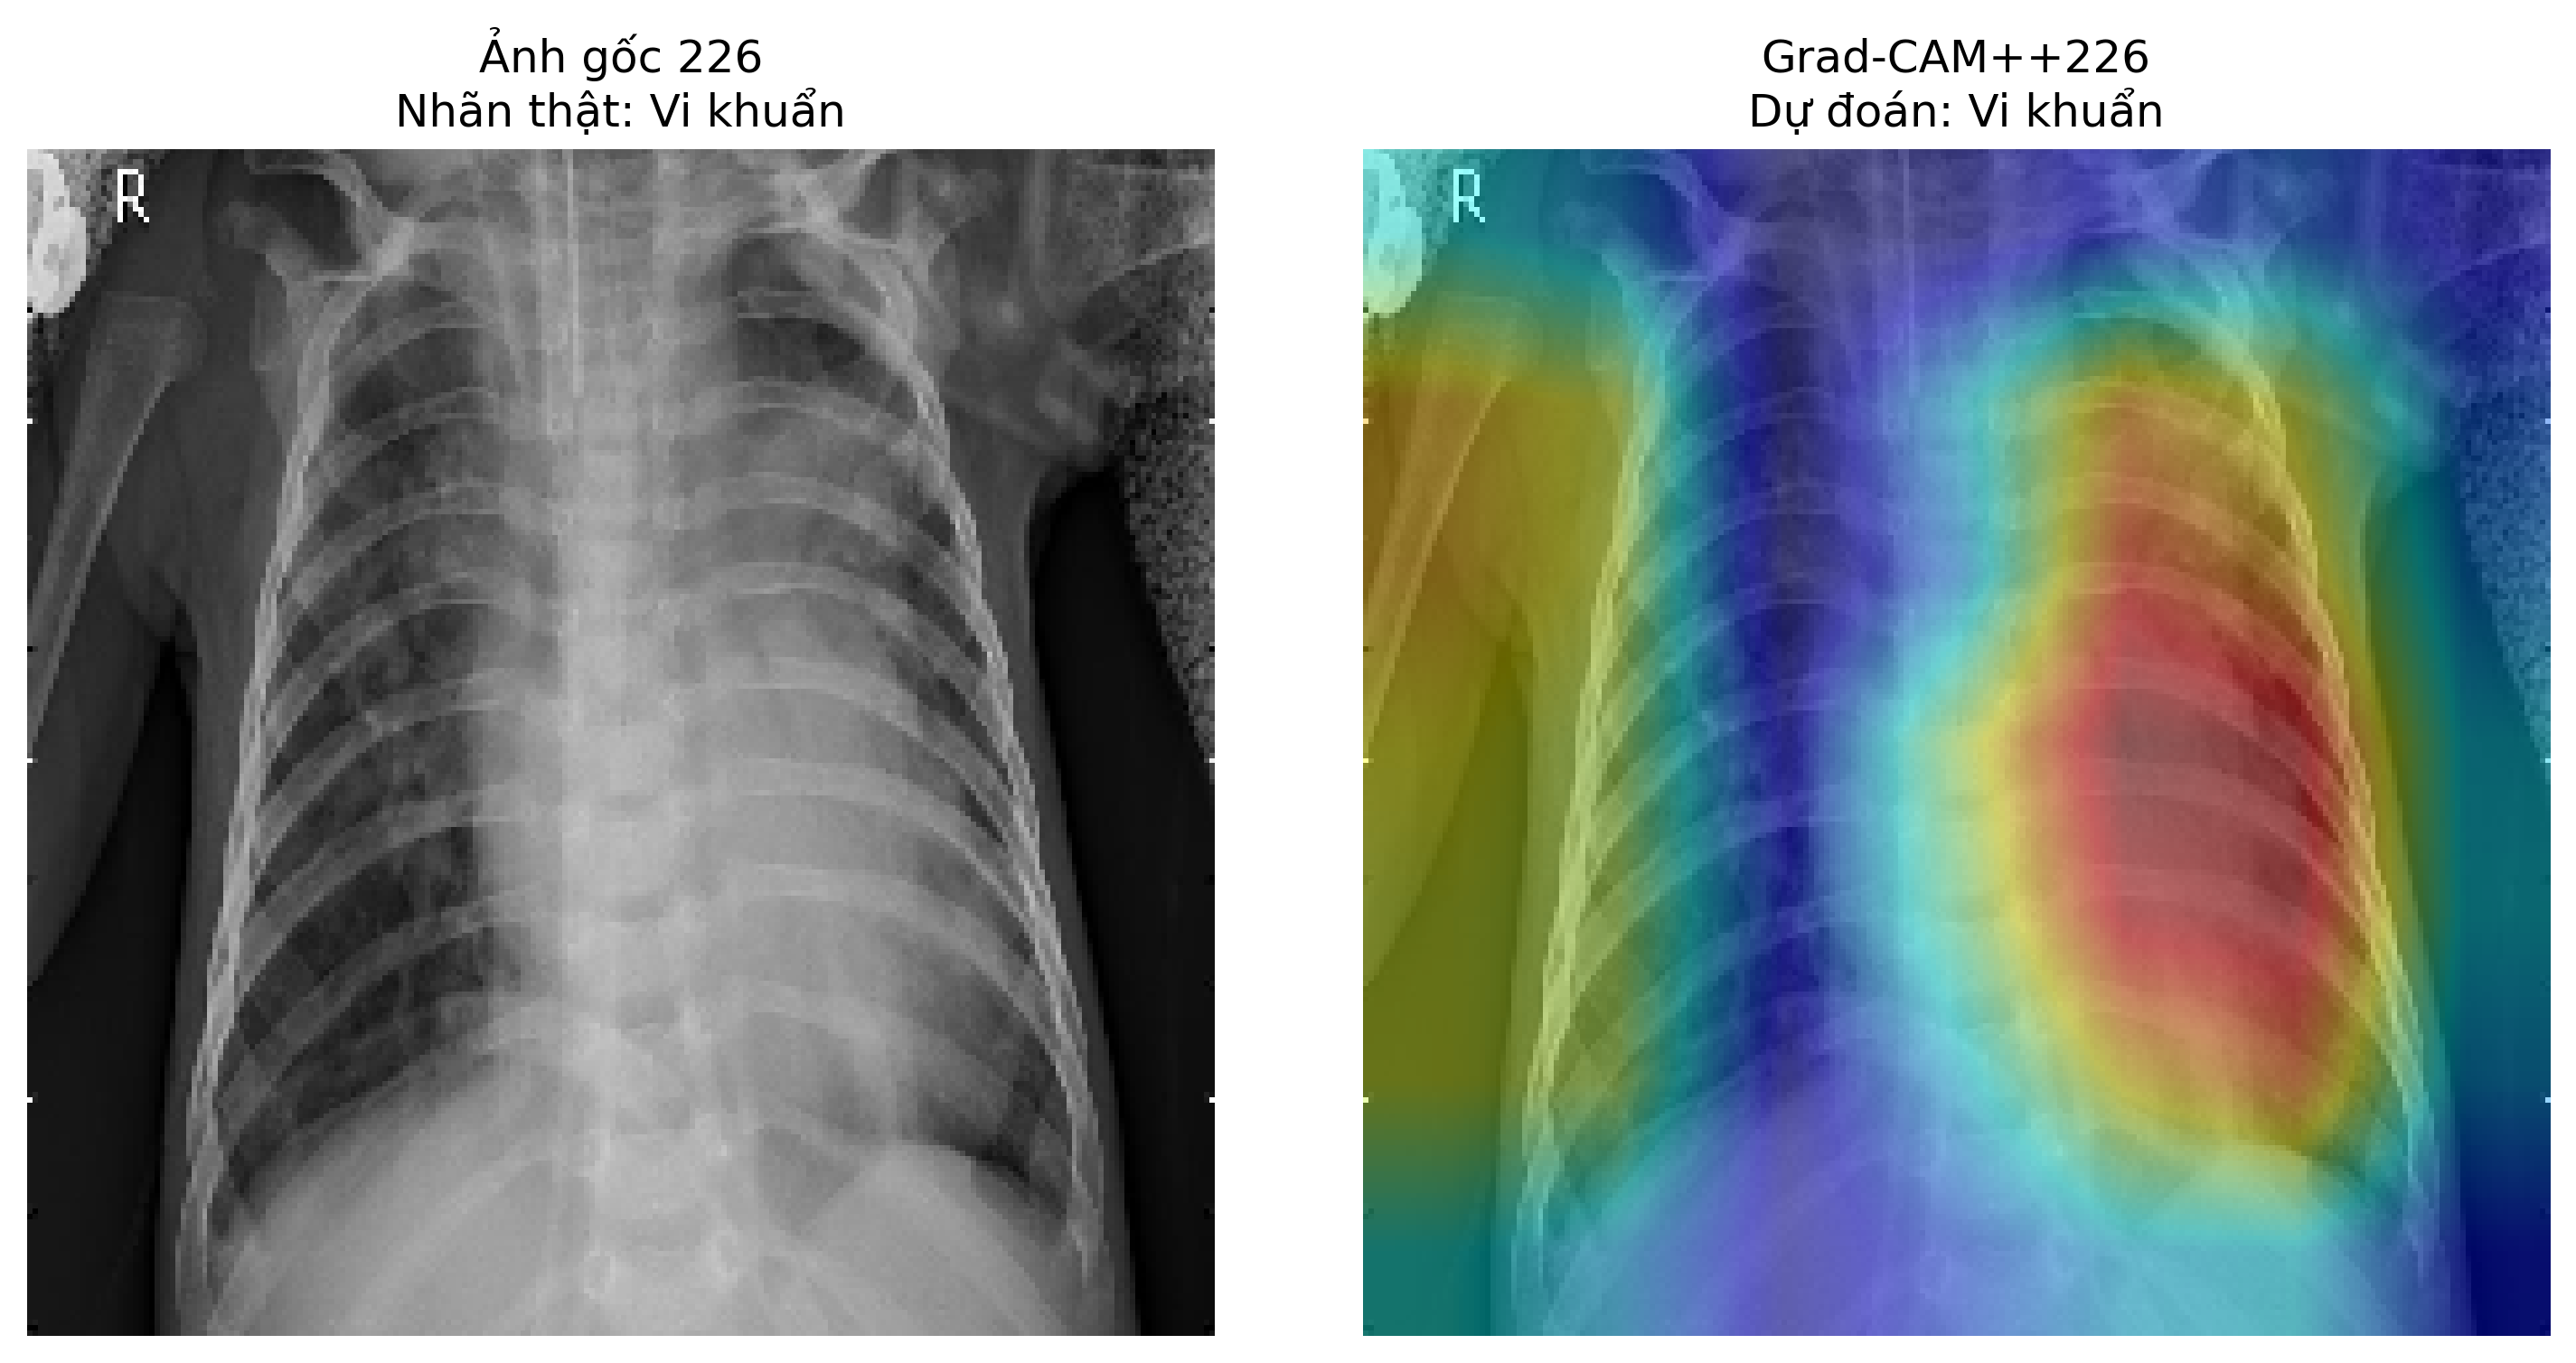 Ảnh gốc 226
Nhãn thật: Vi khuẩn
R
Grad-CAM++226
Dự đoán: Vi khuẩn
R